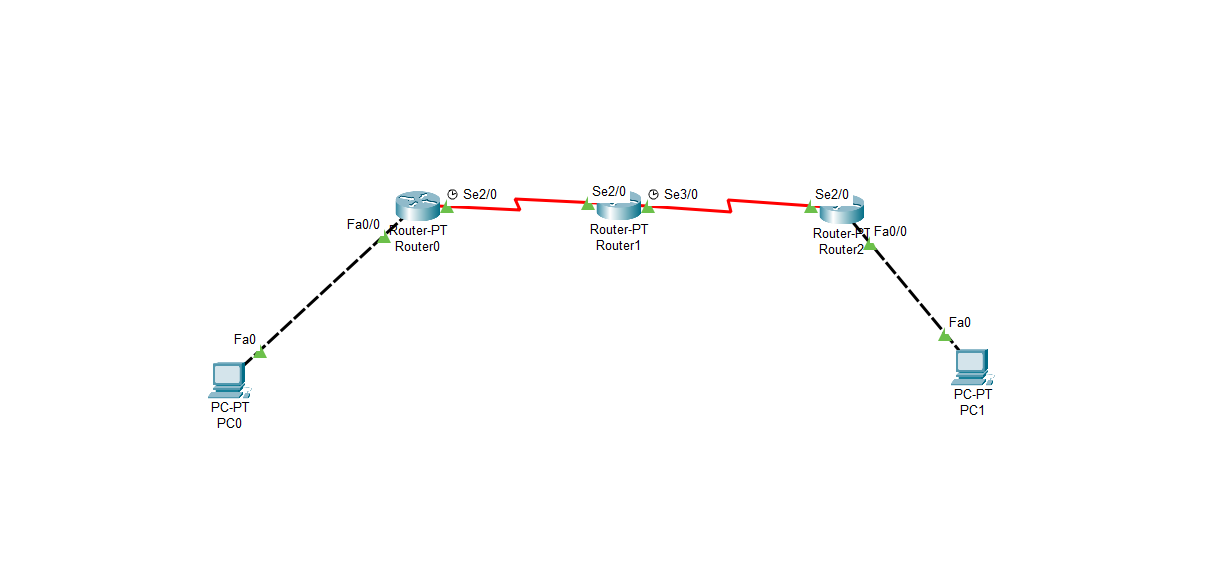 Se2/0
Se2/0
Se3/0
Se2/0
Fa0/0
Router-PT
Router0
Router-PT
Router1
Router-PT
Router2
Fa0/0
Fa0
Fa0
PC-PT
PC0
PC-PT
PC1